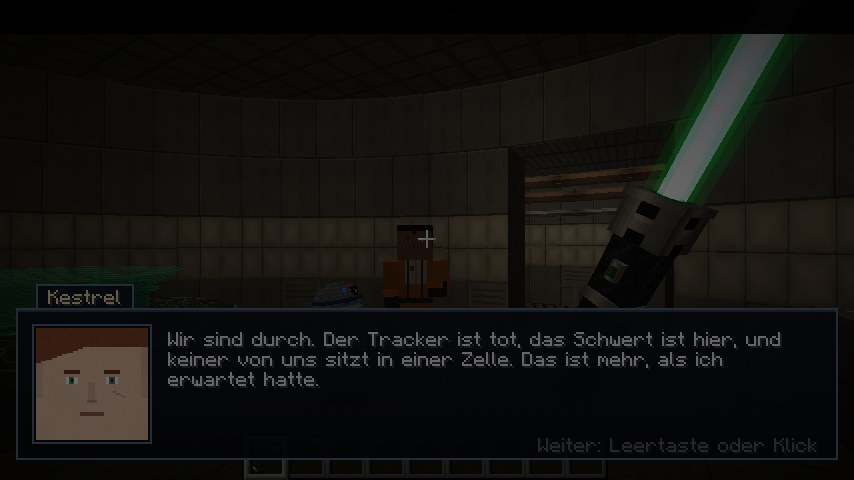 Kestrel
Wir sind durch. Der Tracker ist tot, das Schwert ist hier, und
keiner von uns sitzt in einer Zelle. Das ist mehr, als ich
erwartet hatte.
Weiter: Leertaste oder Klick